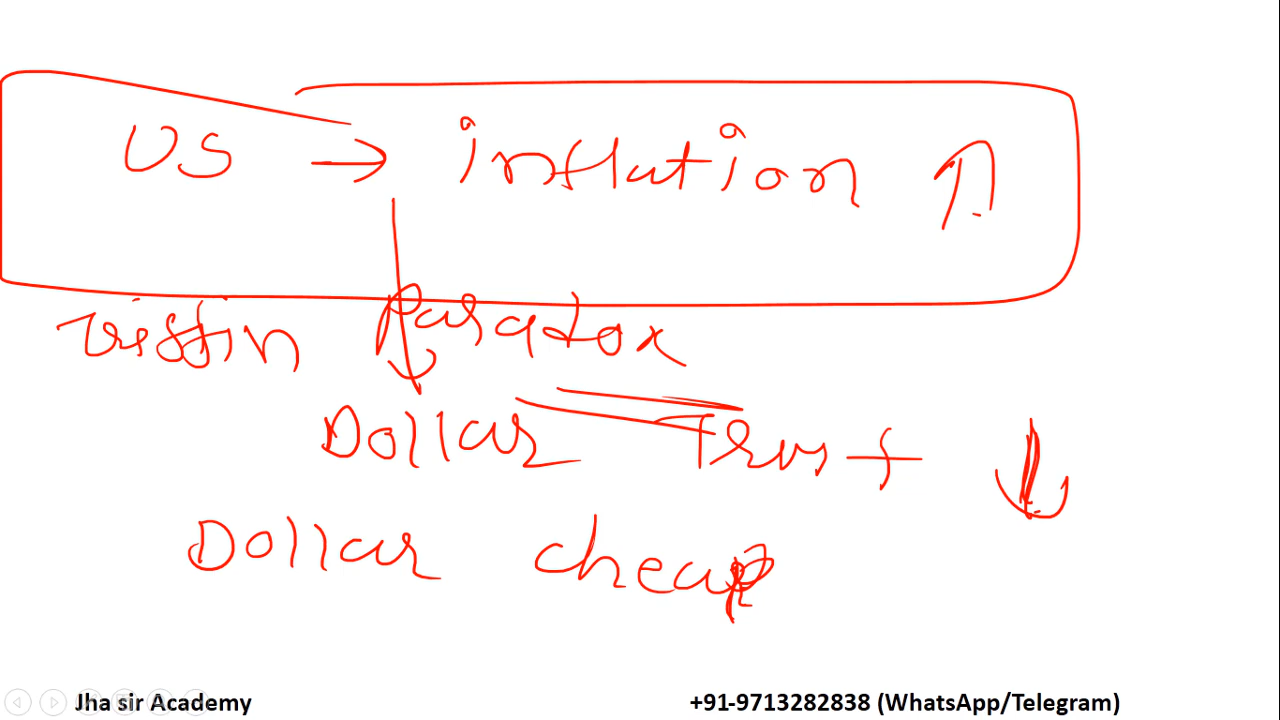 US → inflation ↑
Triffin Paradox
Dollar Trust ↓
Dollar cheap
Jha sir Academy
+91-9713282838 (WhatsApp/Telegram)